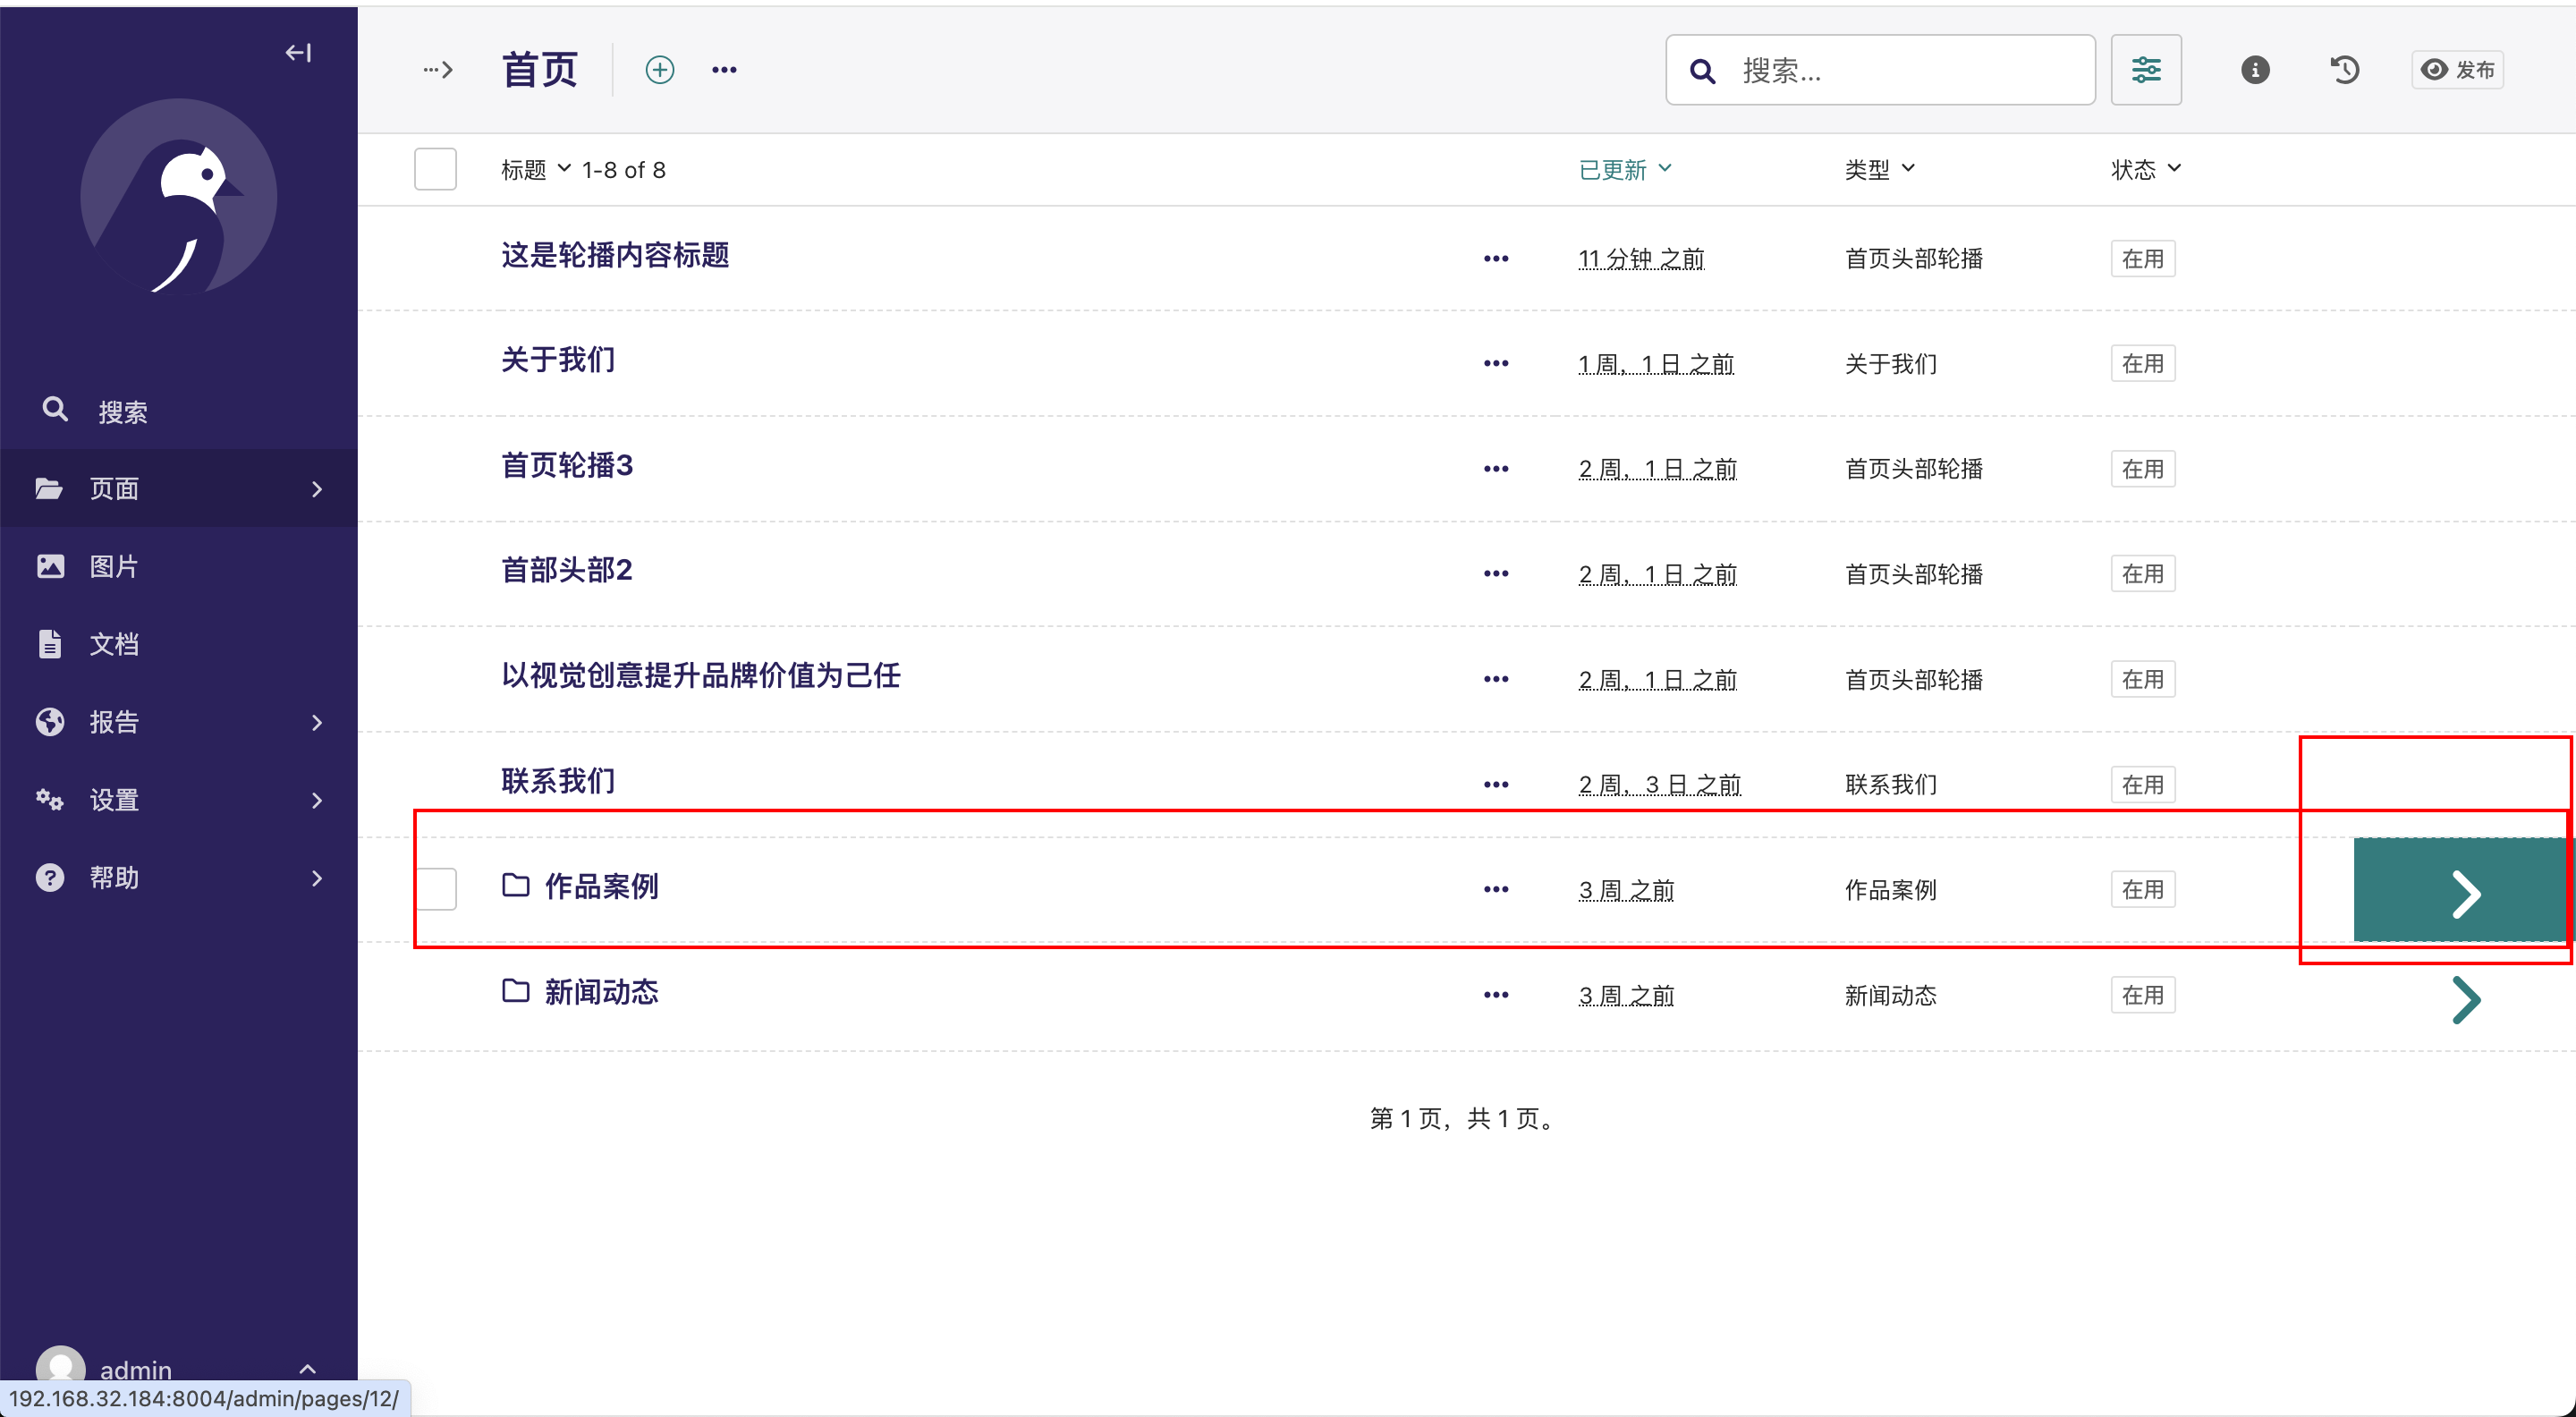 首页
搜索...
发布
标题 1-8 of 8
已更新
类型
状态
搜索
页面
图片
文档
报告
设置
帮助
这是轮播内容标题
11 分钟 之前
首页头部轮播
在用
关于我们
1 周，1 日 之前
关于我们
在用
首页轮播3
2 周，1 日 之前
首页头部轮播
在用
首部头部2
2 周，1 日 之前
首页头部轮播
在用
以视觉创意提升品牌价值为己任
2 周，1 日 之前
首页头部轮播
在用
联系我们
2 周，3 日 之前
联系我们
在用
作品案例
3 周 之前
作品案例
在用
新闻动态
3 周 之前
新闻动态
在用
第 1 页，共 1 页。
admin
192.168.32.184:8004/admin/pages/12/